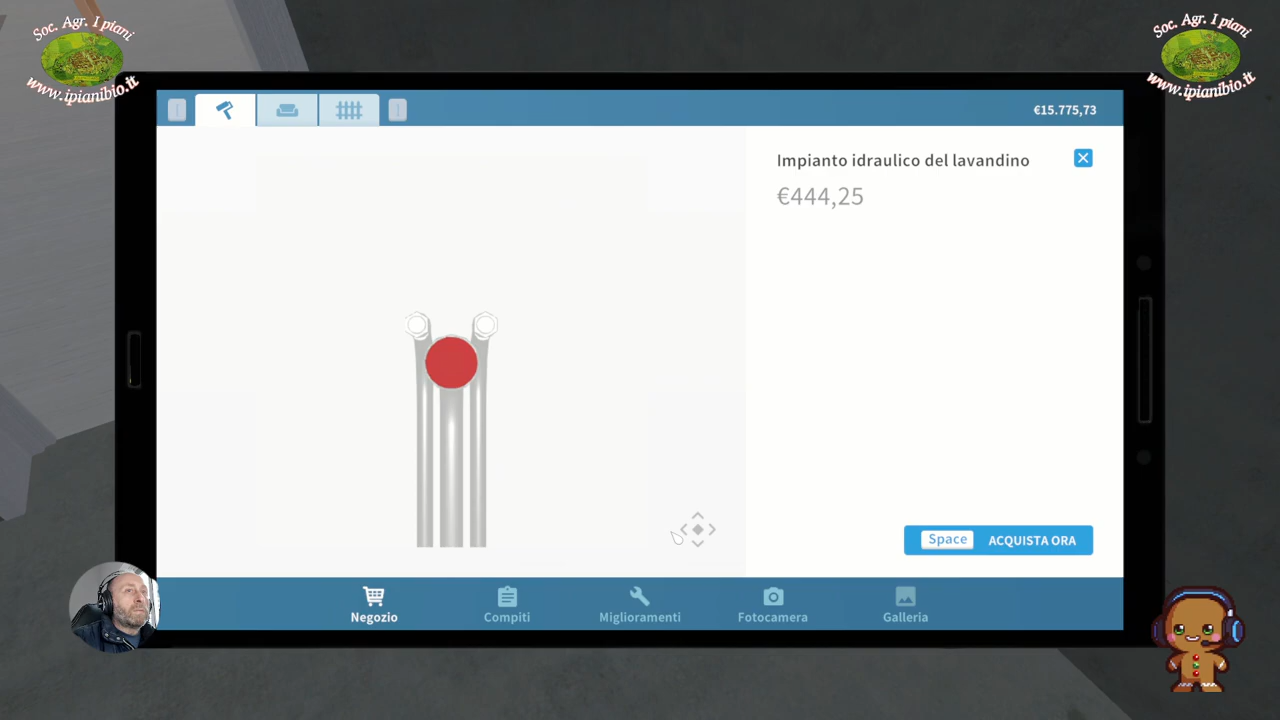 Soc. Agr. I piani
www.ipianibio.it
Soc. Agr. I piani
www.ipianibio.it
€15.775,73
Impianto idraulico del lavandino
€444,25
Space ACQUISTA ORA
Negozio Compiti Miglioramenti Fotocamera Galleria